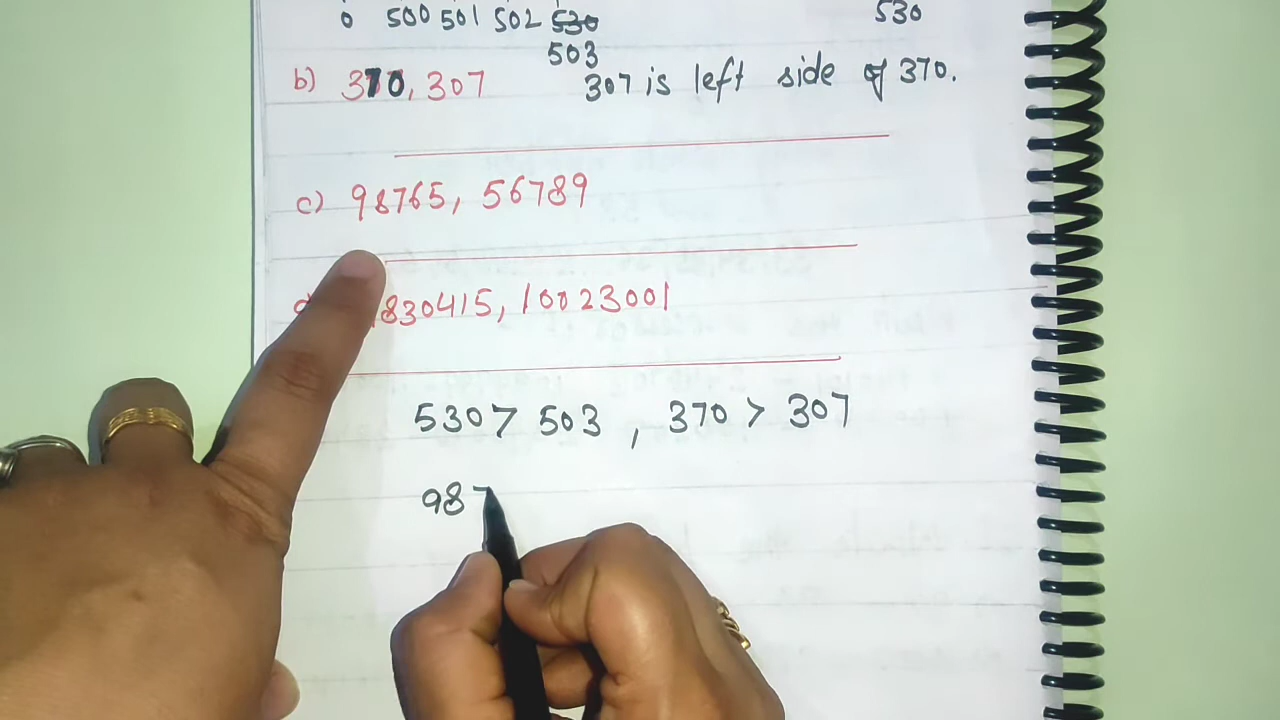 0 500 501 502 530 530
503
b) 370, 307 307 is left side of 370.
c) 98765, 56789
830415, 10023001
530 > 503 , 370 > 307
987